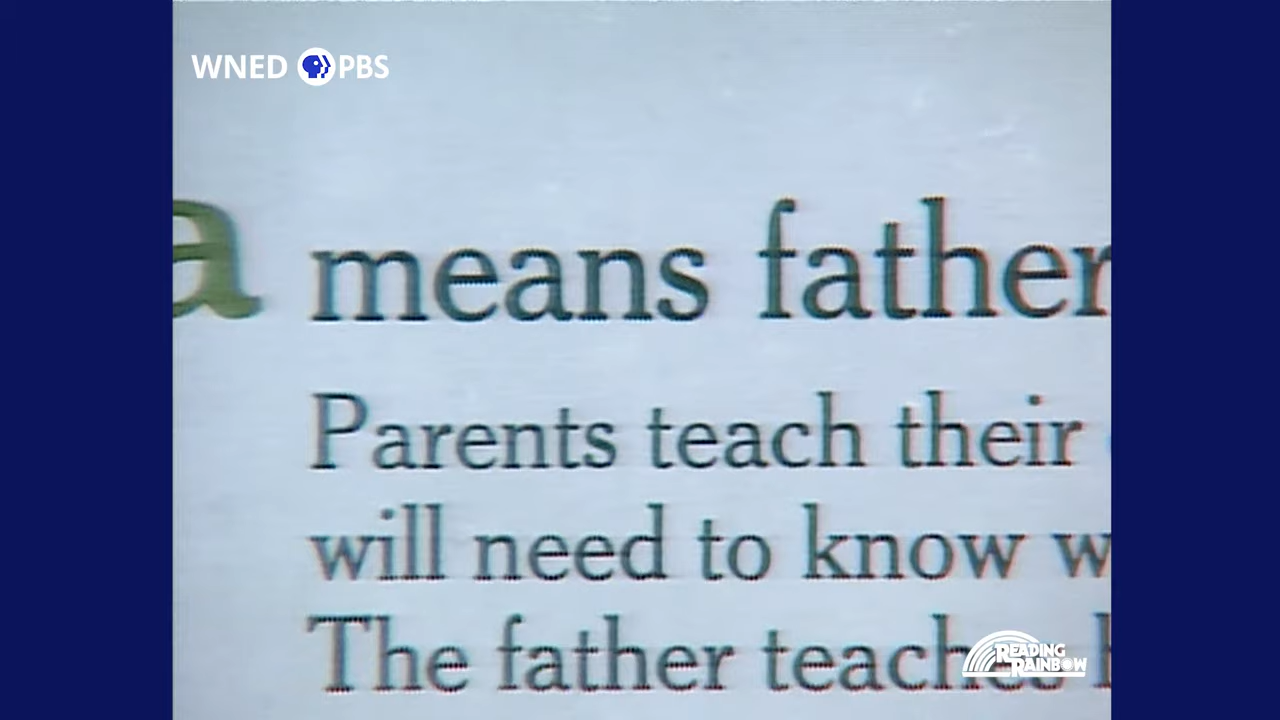 WNED PBS
a means father
Parents teach their
will need to know w
The father teaches h
READING RAINBOW